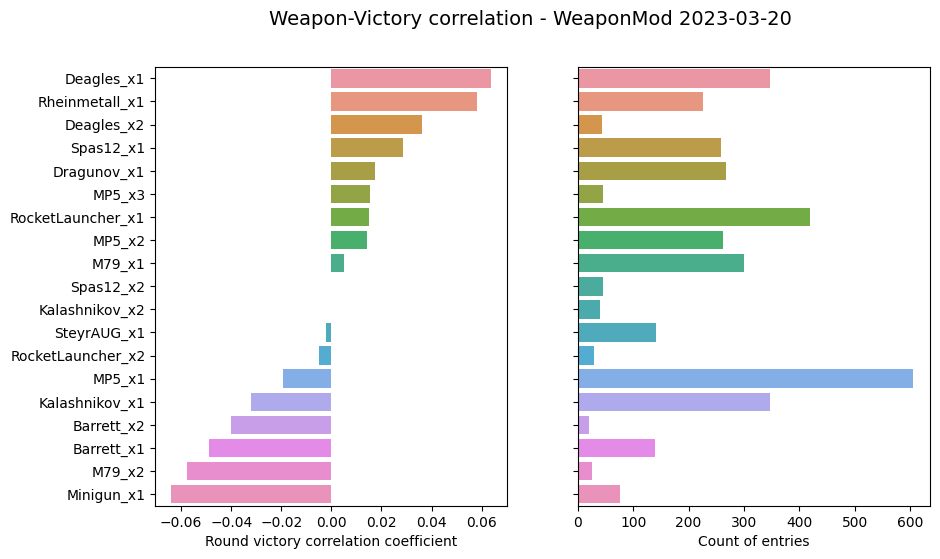 Weapon-Victory correlation - WeaponMod 2023-03-20
Deagles_x1
Rheinmetall_x1
Deagles_x2
Spas12_x1
Dragunov_x1
MP5_x3
RocketLauncher_x1
MP5_x2
M79_x1
Spas12_x2
Kalashnikov_x2
SteyrAUG_x1
RocketLauncher_x2
MP5_x1
Kalashnikov_x1
Barrett_x2
Barrett_x1
M79_x2
Minigun_x1
−0.06 −0.04 −0.02 0.00 0.02 0.04 0.06
Round victory correlation coefficient
0 100 200 300 400 500 600
Count of entries